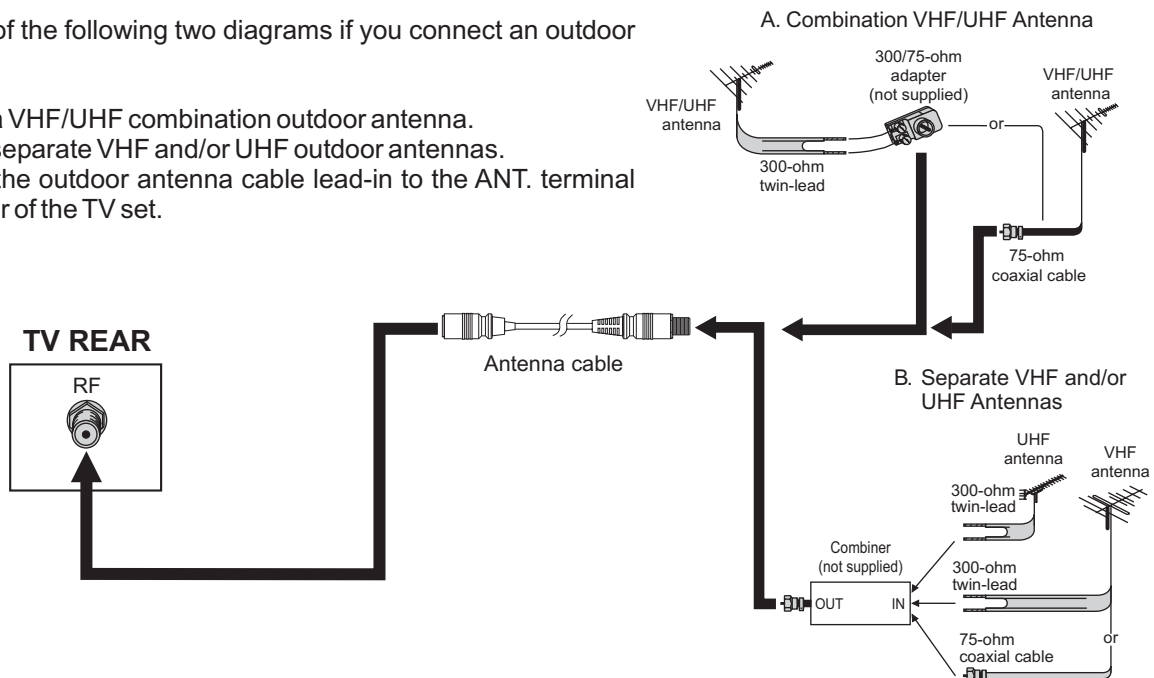 of the following two diagrams if you connect an outdoor
VHF/UHF combination outdoor antenna.
separate VHF and/or UHF outdoor antennas.
the outdoor antenna cable lead-in to the ANT. terminal
of the TV set.
A. Combination VHF/UHF Antenna
300/75-ohm
adapter
(not supplied)
VHF/UHF
antenna
VHF/UHF
antenna
or
300-ohm
twin-lead
75-ohm
coaxial cable
TV REAR
RF
Antenna cable
B. Separate VHF and/or
UHF Antennas
UHF
antenna
VHF
antenna
300-ohm
twin-lead
Combiner
(not supplied)
300-ohm
twin-lead
OUT IN
75-ohm
coaxial cable
or